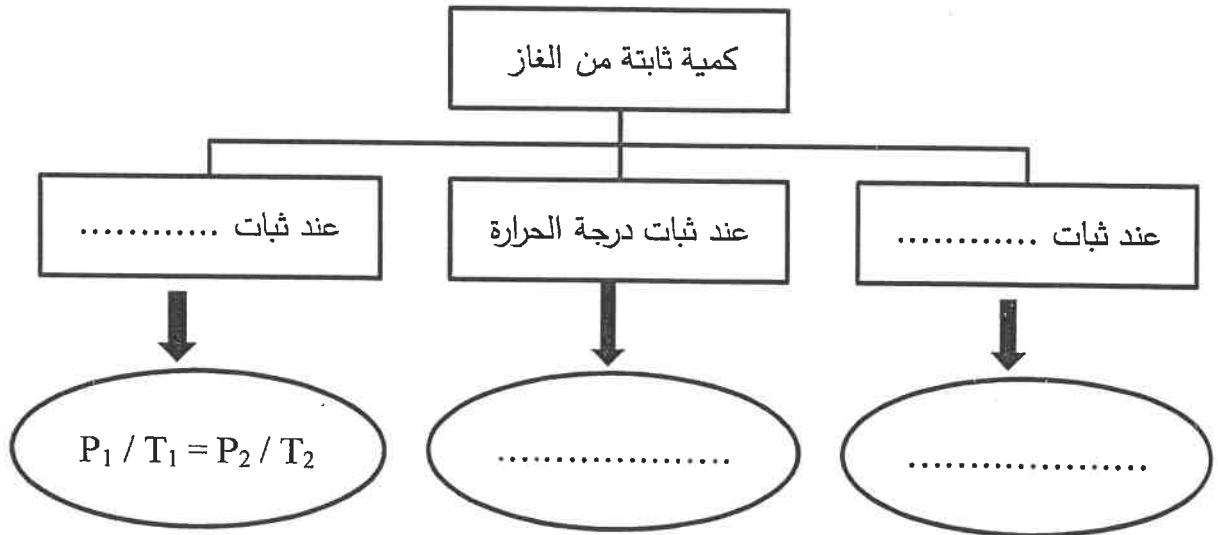 كمية ثابتة من الغاز
عند ثبات ............
عند ثبات درجة الحرارة
عند ثبات ............
....................
....................
P₁ / T₁ = P₂ / T₂